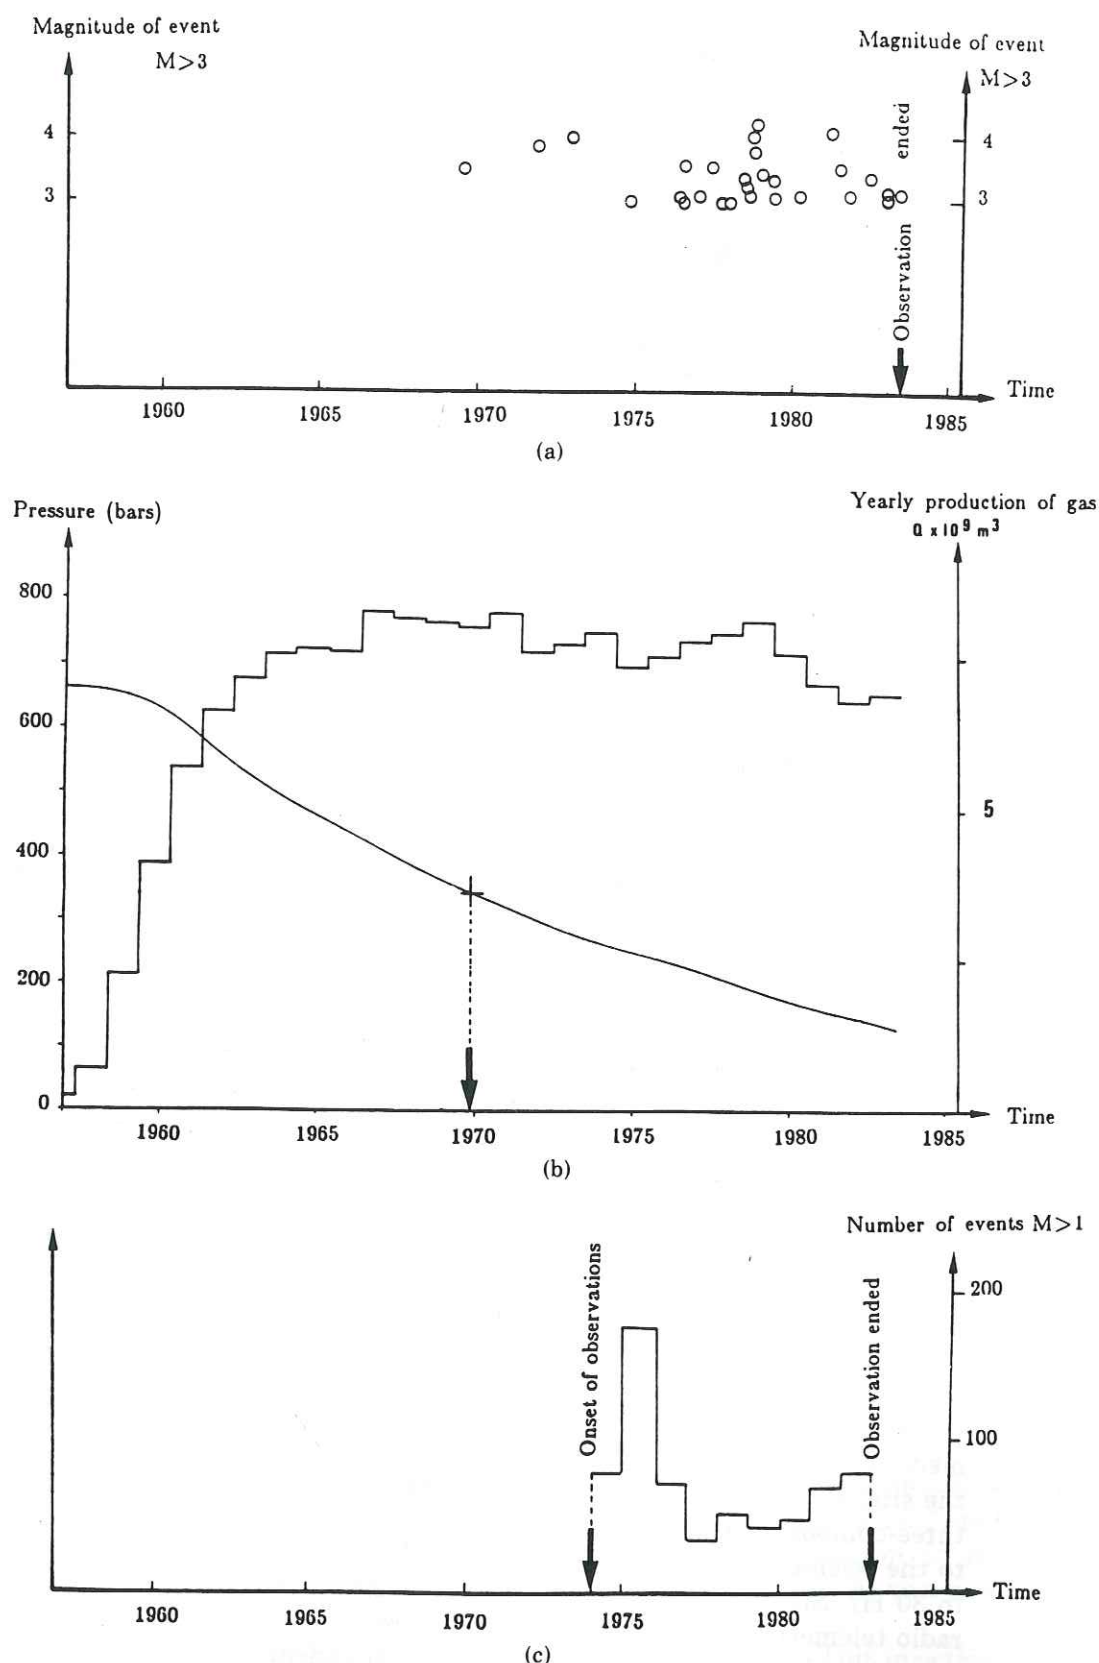 Magnitude of event
M>3
Magnitude of event
M>3
4
3
4
3
Observation ended
Time
1960 1965 1970 1975 1980 1985
(a)
Pressure (bars)
Yearly production of gas
Q x 10⁹ m³
800
600
400
200
0
5
Time
1960 1965 1970 1975 1980 1985
(b)
Number of events M>1
200
100
Onset of observations
Observation ended
Time
1960 1965 1970 1975 1980 1985
(c)